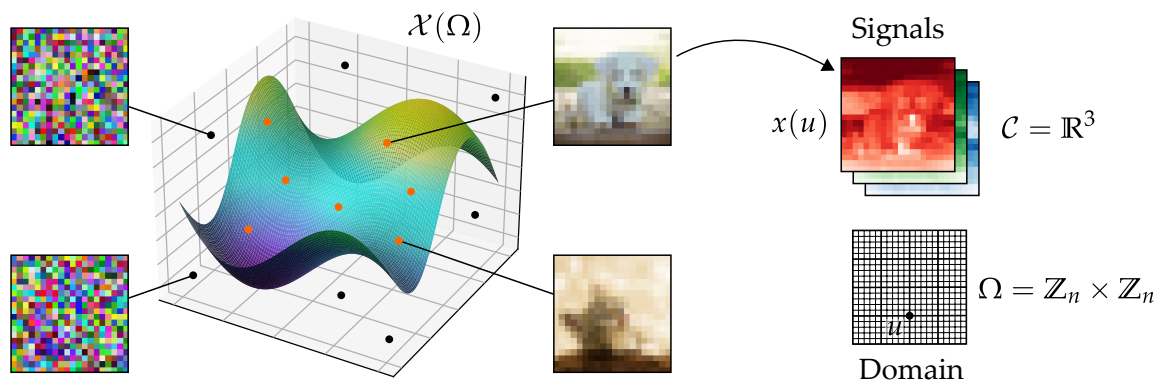 𝒳(Ω)
Signals
x(u)
𝒞 = ℝ³
u
Ω = ℤₙ × ℤₙ
Domain